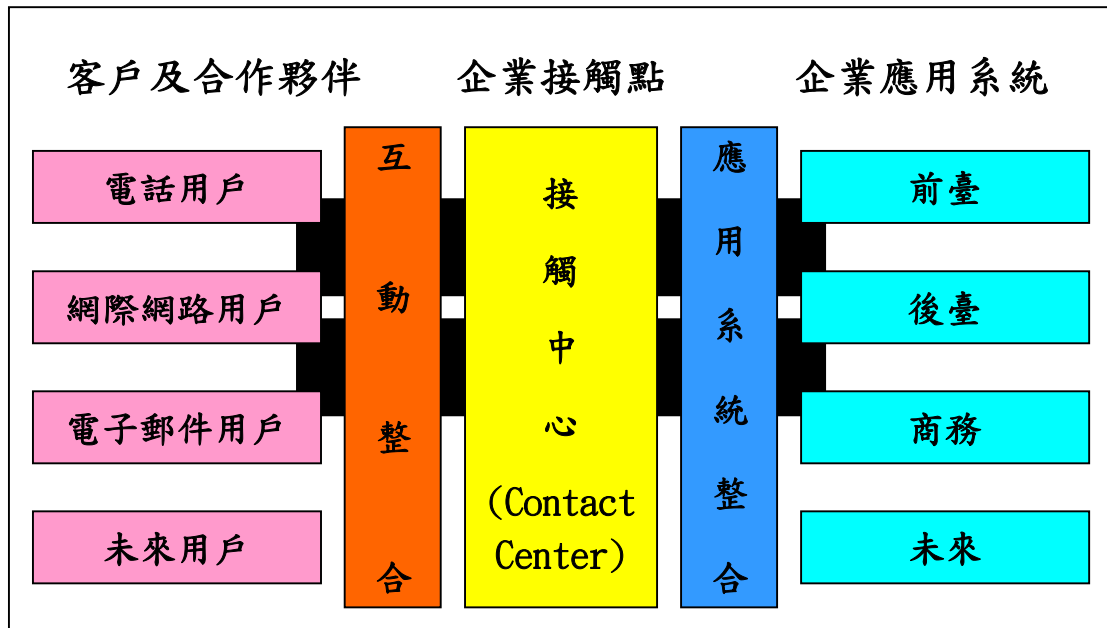 客戶及合作夥伴
企業接觸點
企業應用系統
電話用戶
網際網路用戶
電子郵件用戶
未來用戶
互動整合
接觸中心
(Contact
Center)
應用系統整合
前臺
後臺
商務
未來